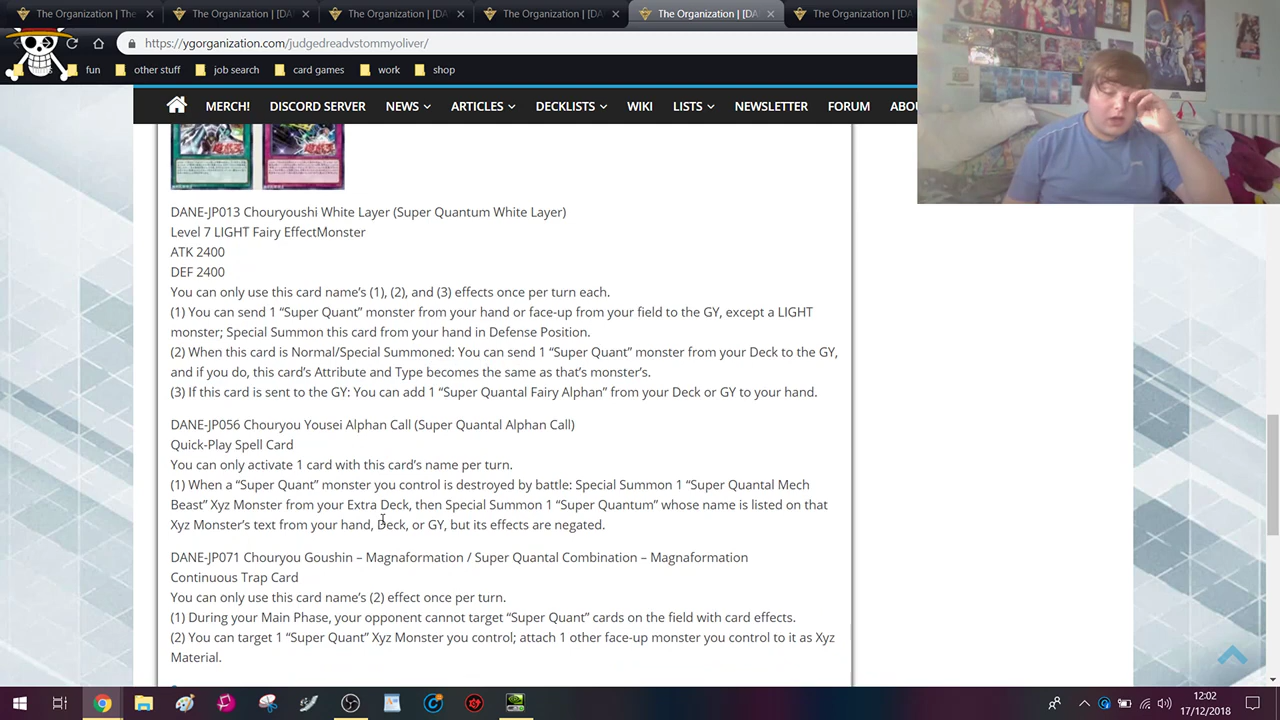 The Organization | The
The Organization | [DA
The Organization | [DA
The Organization | [DA
The Organization | [DA
The Organization | [DA
https://ygorganization.com/judgedreadvstommyoliver/
fun
other stuff
job search
card games
work
shop
MERCH!
DISCORD SERVER
NEWS
ARTICLES
DECKLISTS
WIKI
LISTS
NEWSLETTER
FORUM
ABOU
DANE-JP013 Chouryoushi White Layer (Super Quantum White Layer)
Level 7 LIGHT Fairy EffectMonster
ATK 2400
DEF 2400
You can only use this card name’s (1), (2), and (3) effects once per turn each.
(1) You can send 1 “Super Quant” monster from your hand or face-up from your field to the GY, except a LIGHT
monster; Special Summon this card from your hand in Defense Position.
(2) When this card is Normal/Special Summoned: You can send 1 “Super Quant” monster from your Deck to the GY,
and if you do, this card’s Attribute and Type becomes the same as that’s monster’s.
(3) If this card is sent to the GY: You can add 1 “Super Quantal Fairy Alphan” from your Deck or GY to your hand.
DANE-JP056 Chouryou Yousei Alphan Call (Super Quantal Alphan Call)
Quick-Play Spell Card
You can only activate 1 card with this card’s name per turn.
(1) When a “Super Quant” monster you control is destroyed by battle: Special Summon 1 “Super Quantal Mech
Beast” Xyz Monster from your Extra Deck, then Special Summon 1 “Super Quantum” whose name is listed on that
Xyz Monster’s text from your hand, Deck, or GY, but its effects are negated.
DANE-JP071 Chouryou Goushin – Magnaformation / Super Quantal Combination – Magnaformation
Continuous Trap Card
You can only use this card name’s (2) effect once per turn.
(1) During your Main Phase, your opponent cannot target “Super Quant” cards on the field with card effects.
(2) You can target 1 “Super Quant” Xyz Monster you control; attach 1 other face-up monster you control to it as Xyz
Material.
12:02
17/12/2018